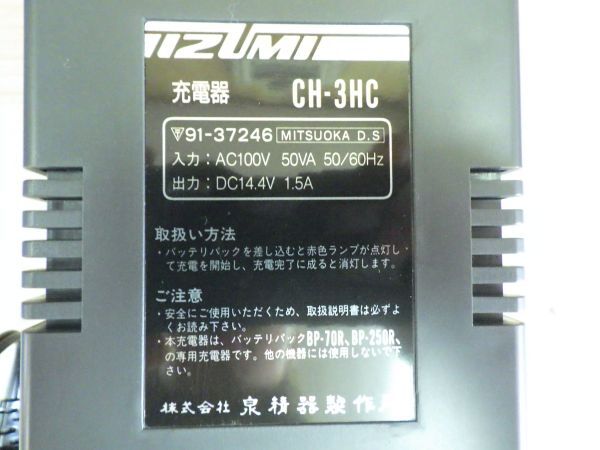 IZUMI
充電器 CH-3HC
91-37246 MITSUOKA D.S
入力：AC100V 50VA 50/60Hz
出力：DC14.4V 1.5A
取扱い方法
・バッテリパックを差し込むと赤色ランプが点灯し
て充電を開始し、充電完了に成ると消灯します。
ご注意
・安全にご使用いただくため、取扱説明書は必ずよ
くお読み下さい。
・本充電器は、バッテリパックBP-70R、BP-250R、
の専用充電器です。他の機器には使用しないで下
さい。
株式会社 泉精器製作